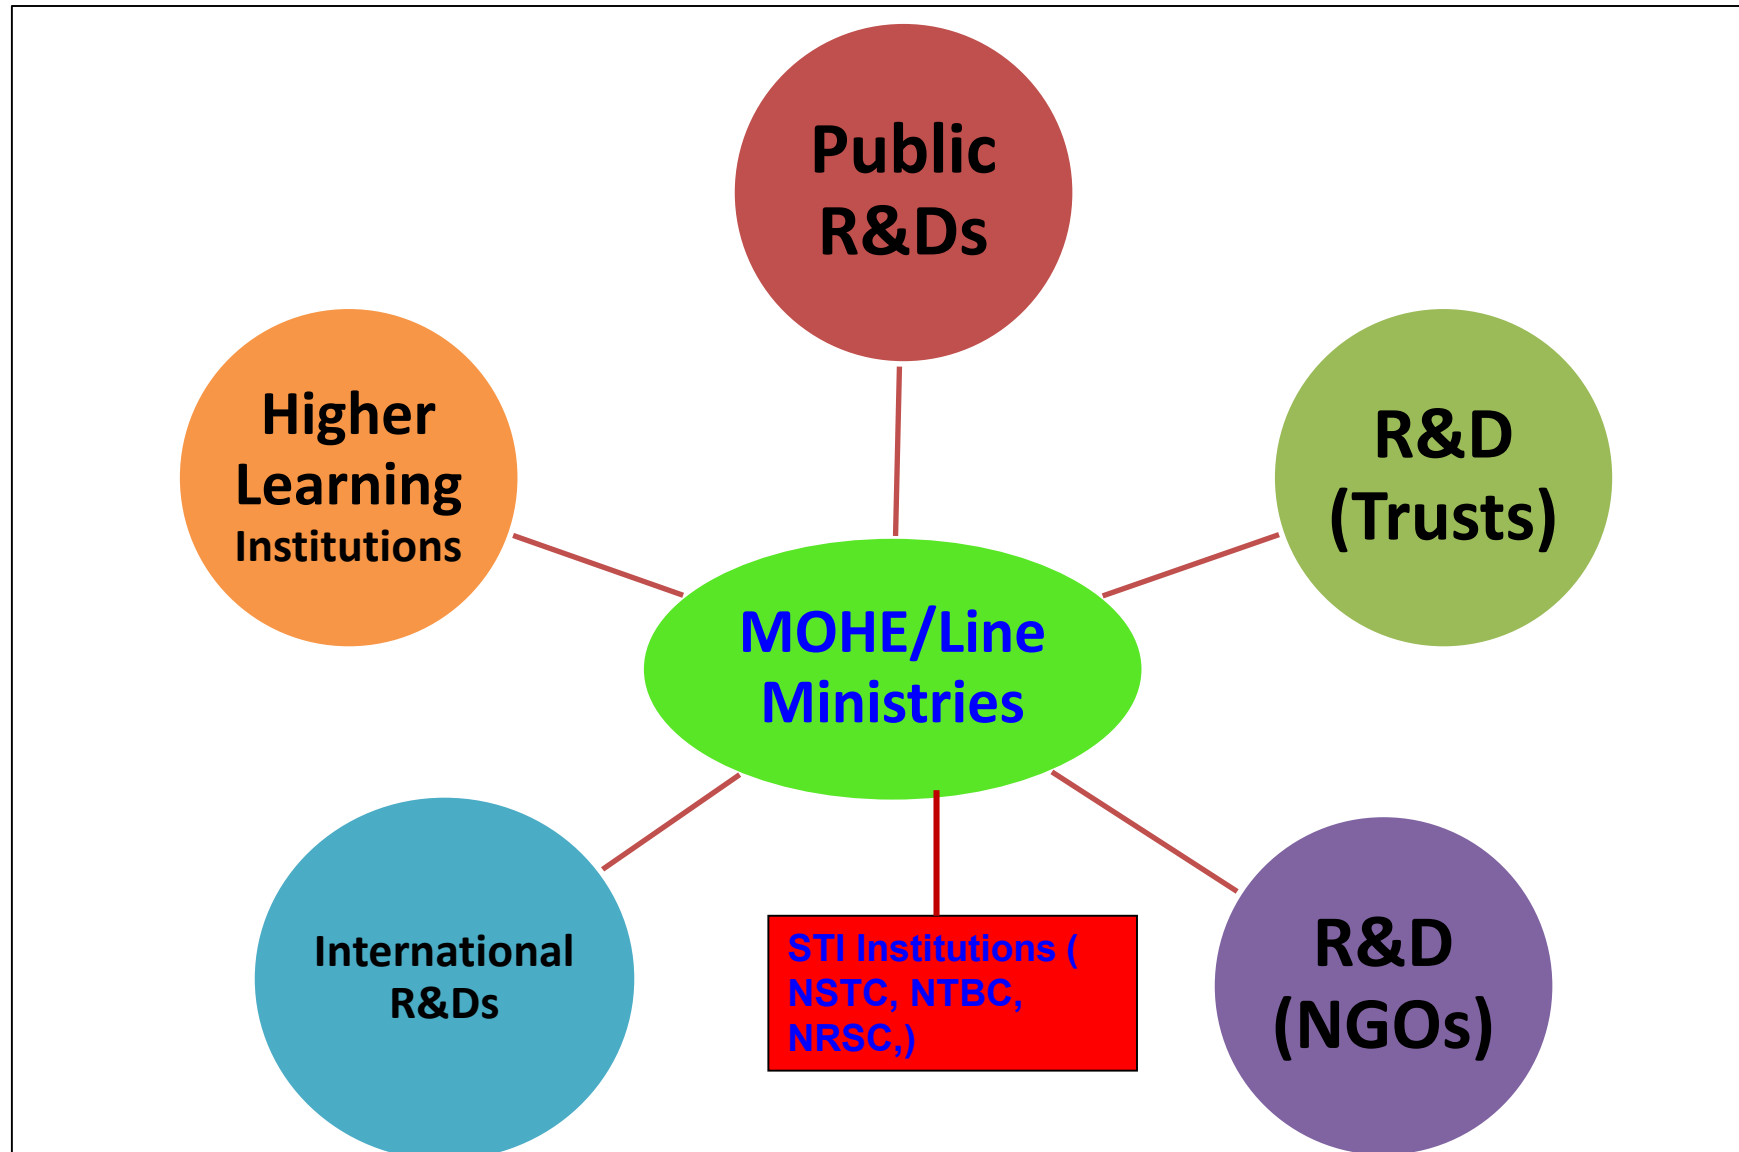 Public
R&Ds
Higher
Learning
Institutions
R&D
(Trusts)
MOHE/Line
Ministries
International
R&Ds
STI Institutions (
NSTC, NTBC,
NRSC,)
R&D
(NGOs)